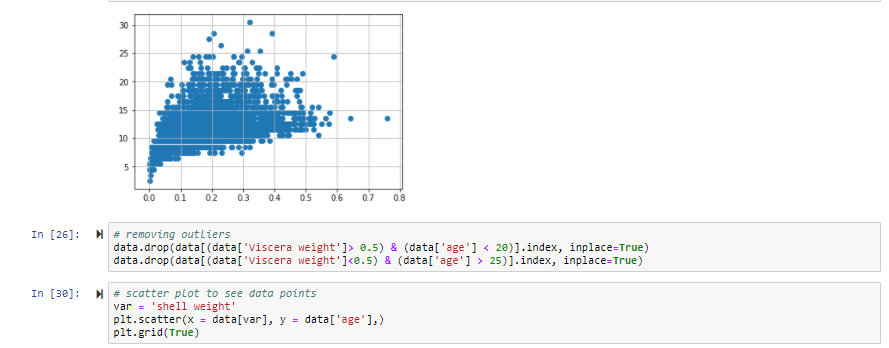 30
25
20
15
10
5
0.0 0.1 0.2 0.3 0.4 0.5 0.6 0.7 0.8
In [26]:
# removing outliers
data.drop(data[(data['Viscera weight']> 0.5) & (data['age'] < 20)].index, inplace=True)
data.drop(data[(data['Viscera weight']<0.5) & (data['age'] > 25)].index, inplace=True)
In [30]:
# scatter plot to see data points
var = 'shell weight'
plt.scatter(x = data[var], y = data['age'],)
plt.grid(True)